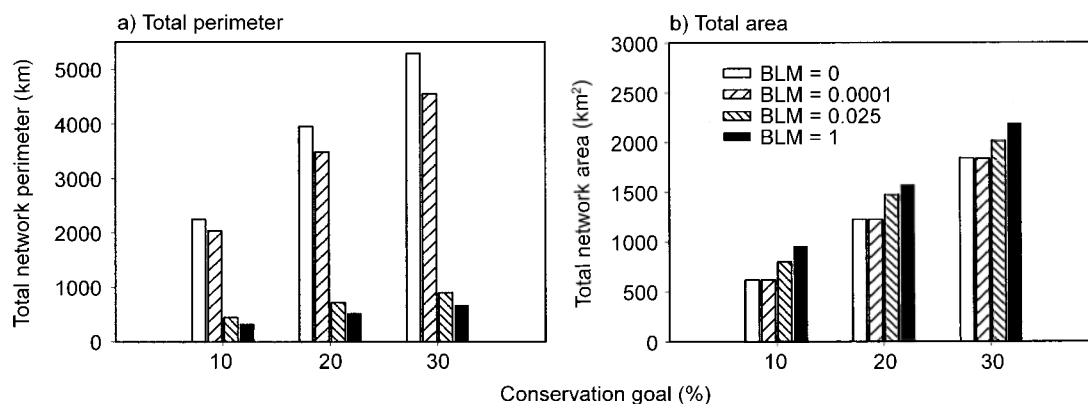 a) Total perimeter
Total network perimeter (km)
5000
4000
3000
2000
1000
0
10
20
30
b) Total area
Total network area (km²)
3000
2500
2000
1500
1000
500
0
BLM = 0
BLM = 0.0001
BLM = 0.025
BLM = 1
10
20
30
Conservation goal (%)